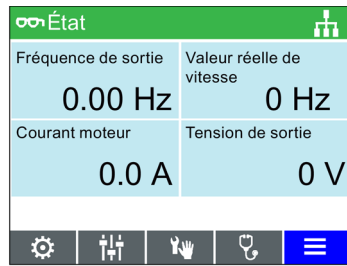 État
Fréquence de sortie
0.00 Hz
Valeur réelle de
vitesse
0 Hz
Courant moteur
0.0 A
Tension de sortie
0 V